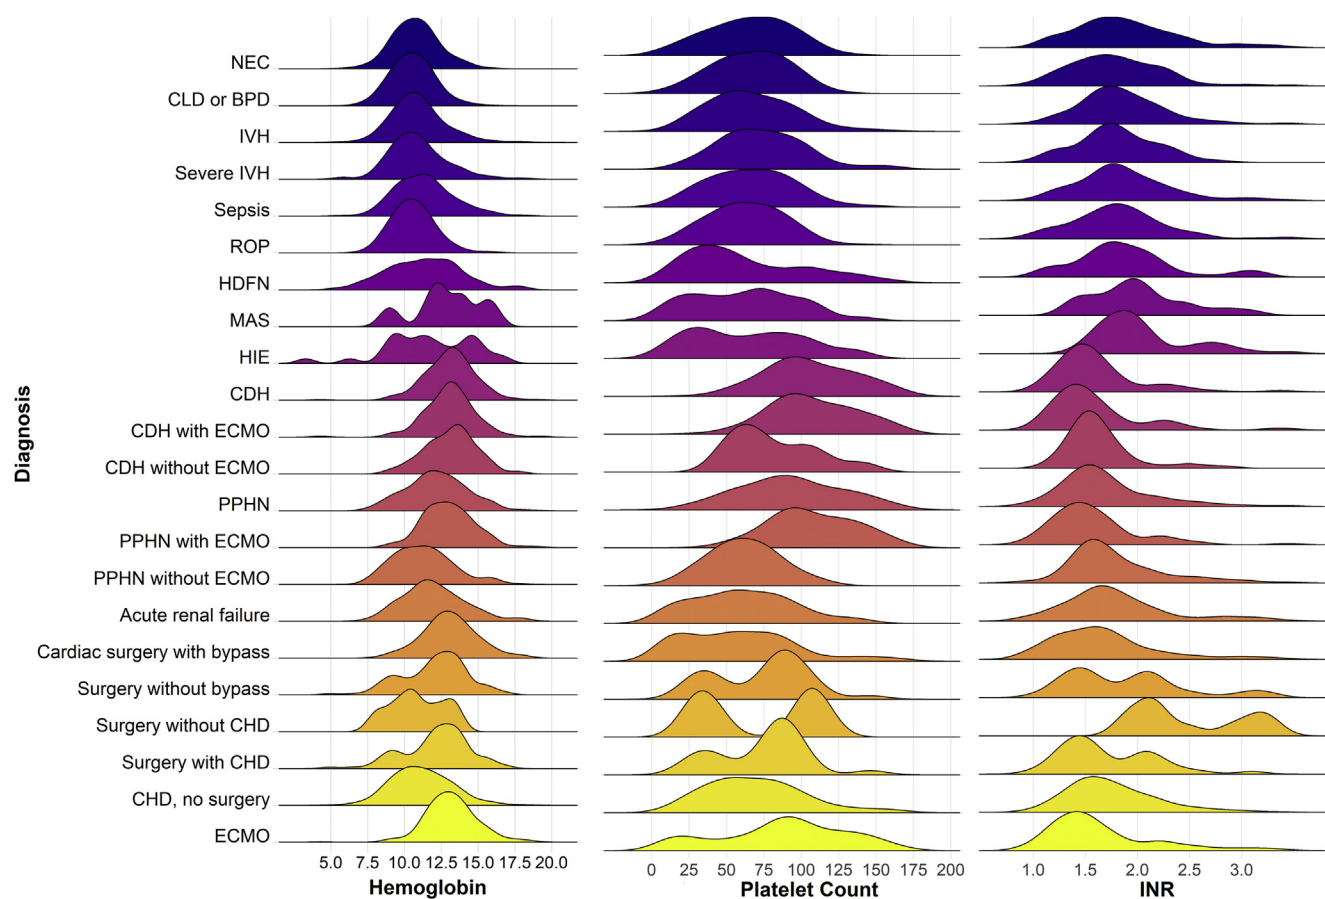 Diagnosis
NEC
CLD or BPD
IVH
Severe IVH
Sepsis
ROP
HDFN
MAS
HIE
CDH
CDH with ECMO
CDH without ECMO
PPHN
PPHN with ECMO
PPHN without ECMO
Acute renal failure
Cardiac surgery with bypass
Surgery without bypass
Surgery without CHD
Surgery with CHD
CHD, no surgery
ECMO
5.0 7.5 10.0 12.5 15.0 17.5 20.0
Hemoglobin
0 25 50 75 100 125 150 175 200
Platelet Count
1.0 1.5 2.0 2.5 3.0
INR